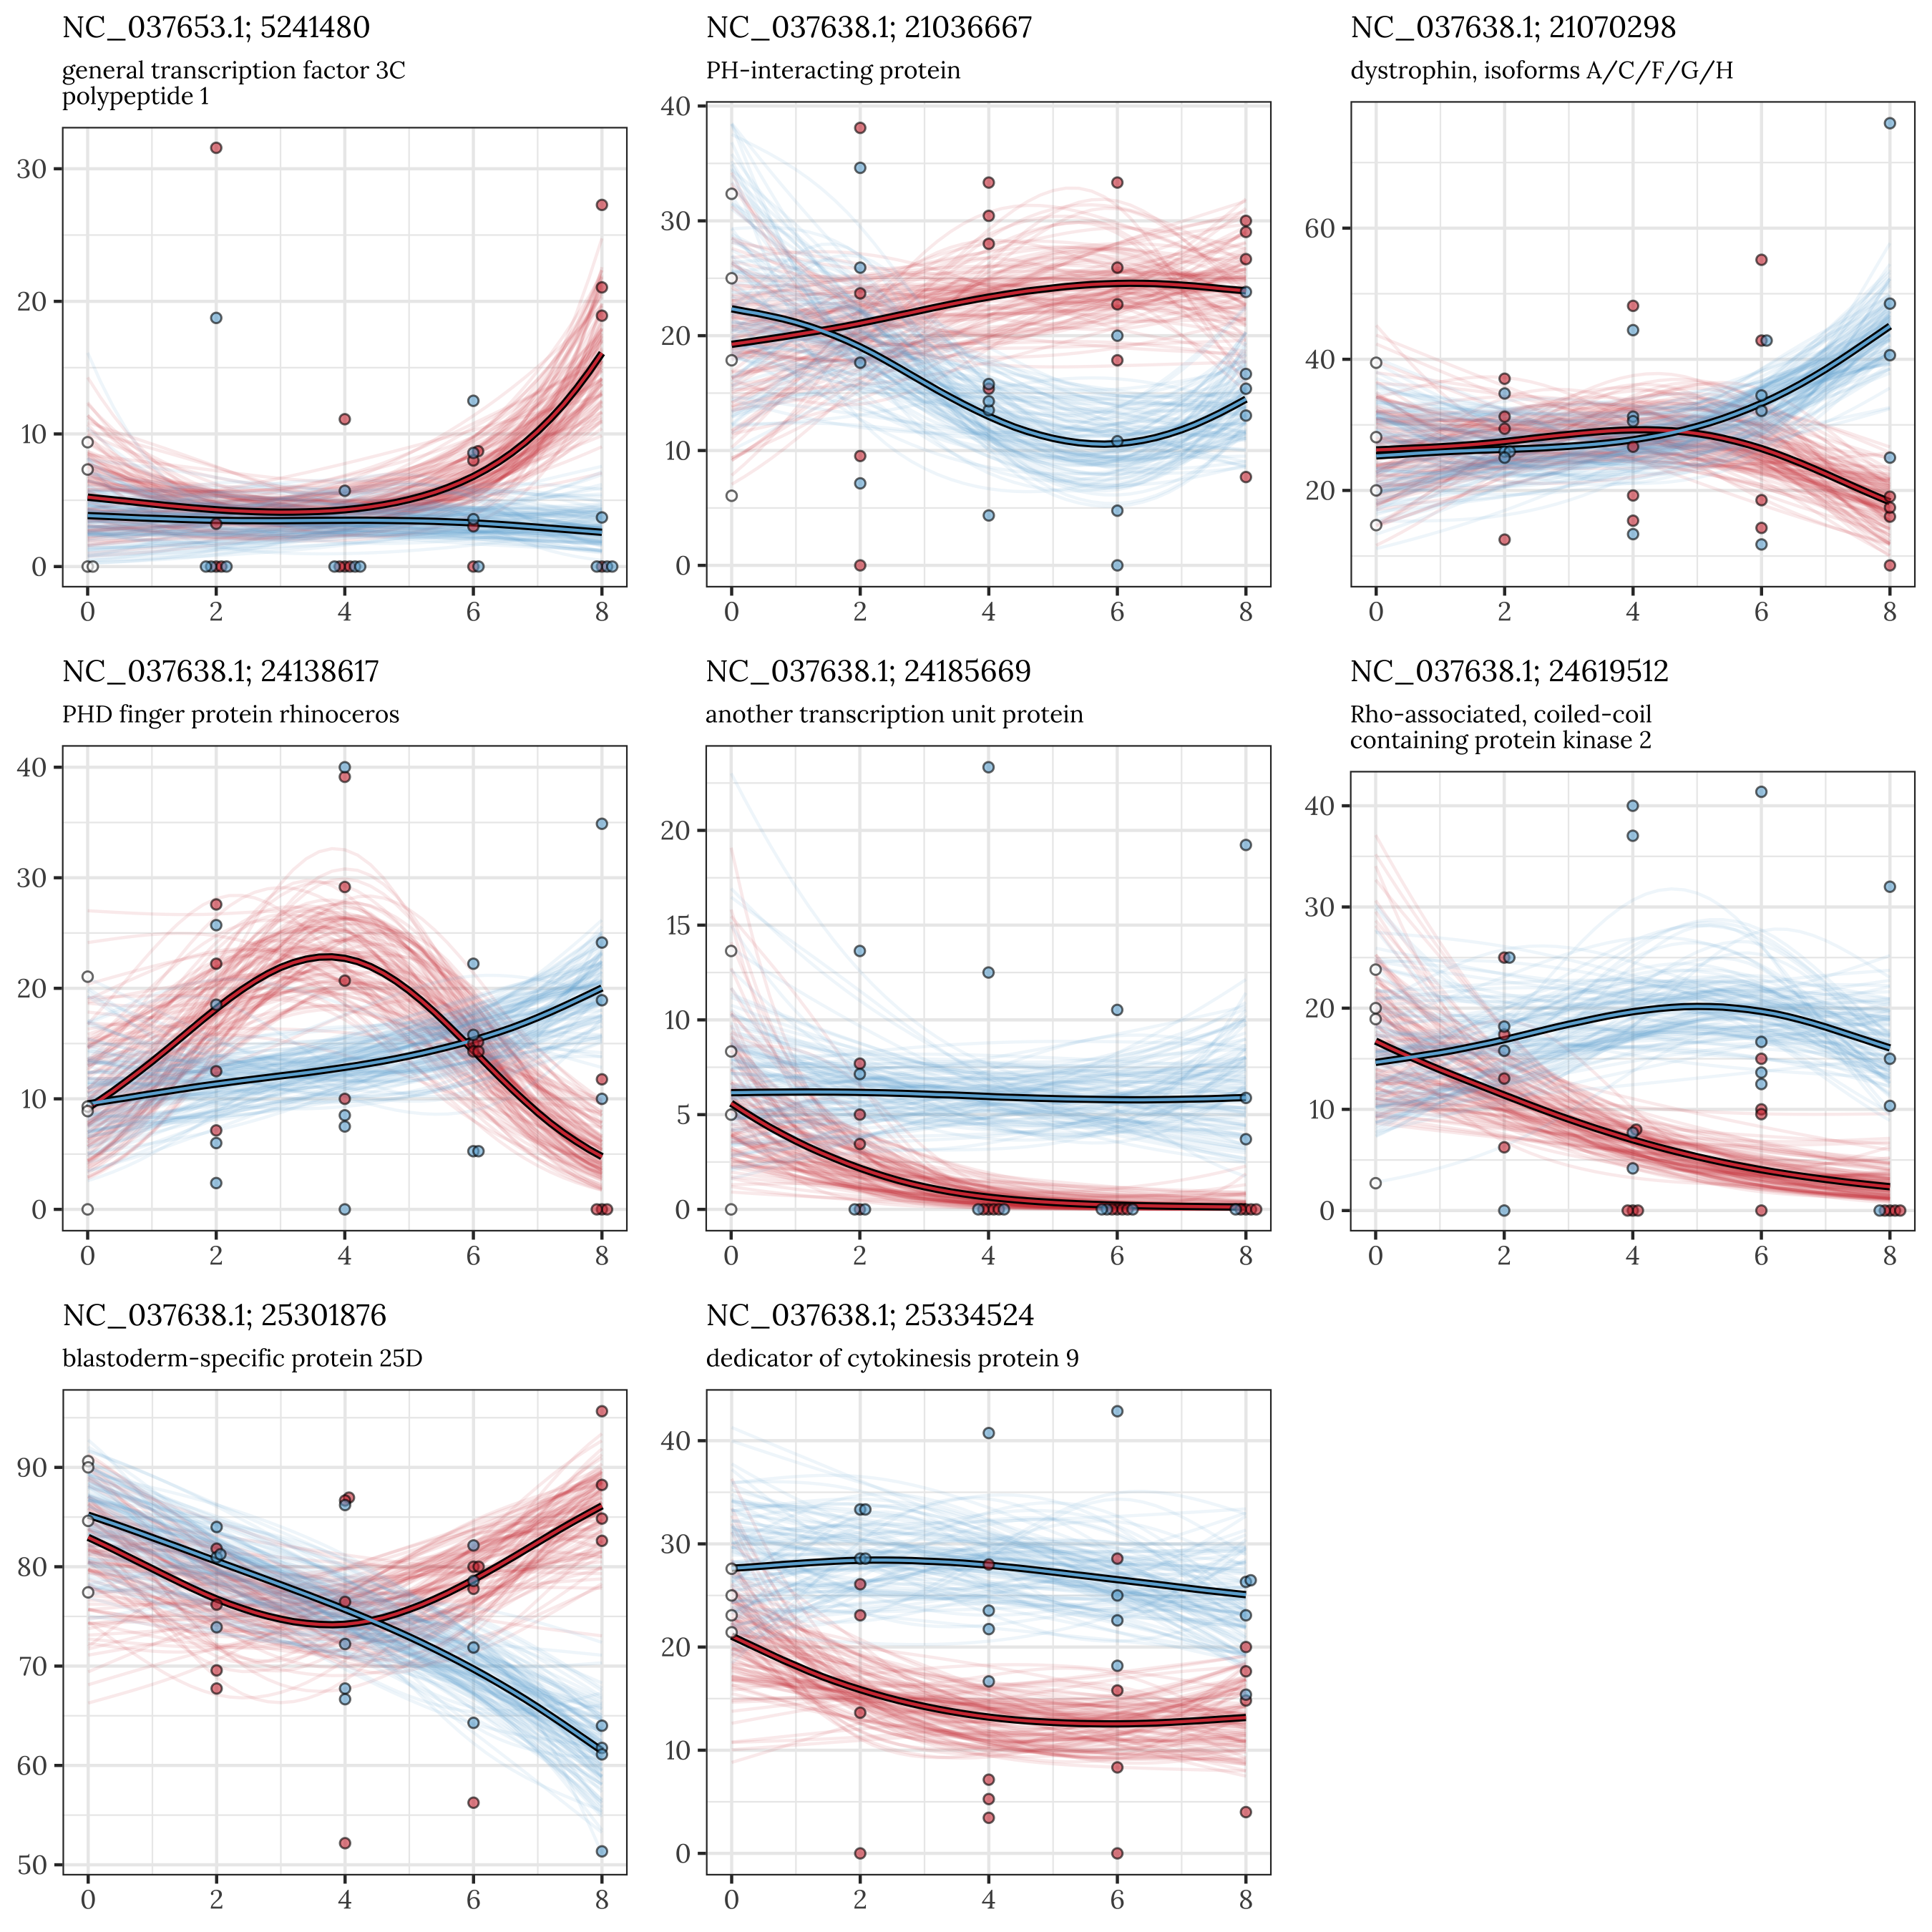 NC_037653.1; 5241480
general transcription factor 3C
polypeptide 1
30
20
10
0
0 2 4 6 8
NC_037638.1; 21036667
PH-interacting protein
40
30
20
10
0
0 2 4 6 8
NC_037638.1; 21070298
dystrophin, isoforms A/C/F/G/H
60
40
20
0 2 4 6 8
NC_037638.1; 24138617
PHD finger protein rhinoceros
40
30
20
10
0
0 2 4 6 8
NC_037638.1; 24185669
another transcription unit protein
20
15
10
5
0
0 2 4 6 8
NC_037638.1; 24619512
Rho-associated, coiled-coil
containing protein kinase 2
40
30
20
10
0
0 2 4 6 8
NC_037638.1; 25301876
blastoderm-specific protein 25D
90
80
70
60
50
0 2 4 6 8
NC_037638.1; 25334524
dedicator of cytokinesis protein 9
40
30
20
10
0
0 2 4 6 8